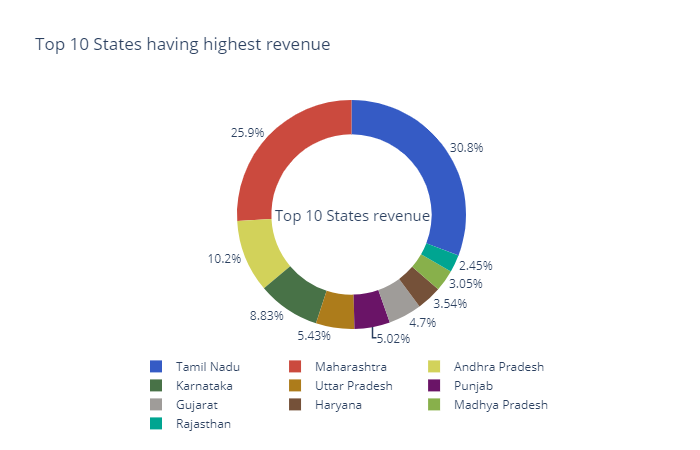 Top 10 States having highest revenue
25.9%
30.8%
Top 10 States revenue
10.2%
2.45%
3.05%
3.54%
8.83%
4.7%
5.43%
5.02%
Tamil Nadu Maharashtra Andhra Pradesh
Karnataka Uttar Pradesh Punjab
Gujarat Haryana Madhya Pradesh
Rajasthan